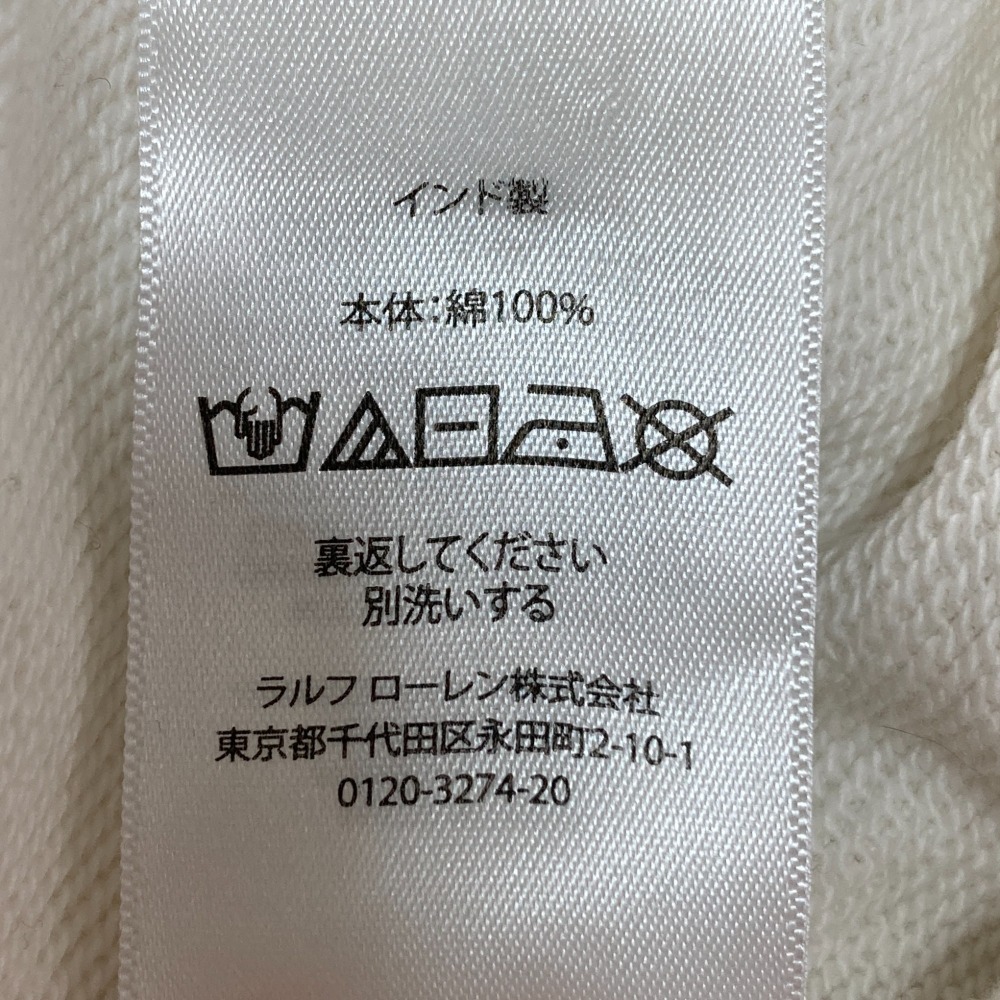 インド製
本体:綿100%
裏返してください
別洗いする
ラルフ ローレン株式会社
東京都千代田区永田町2-10-1
0120-3274-20